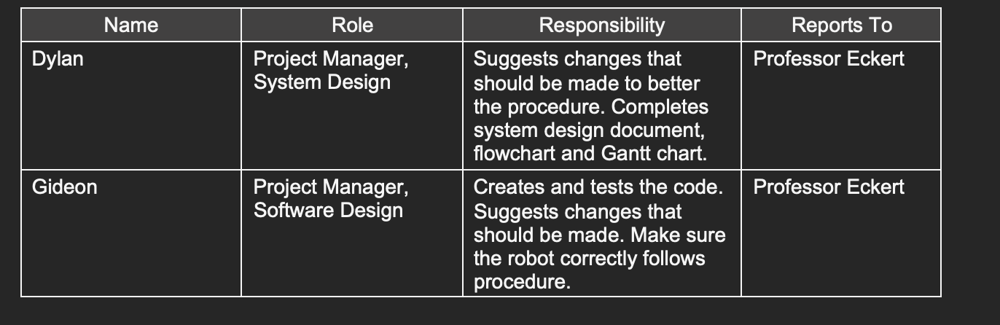 Name Role Responsibility Reports To
Dylan
Project Manager,
System Design
Suggests changes that
should be made to better
the procedure. Completes
system design document,
flowchart and Gantt chart.
Professor Eckert
Gideon
Project Manager,
Software Design
Creates and tests the code.
Suggests changes that
should be made. Make sure
the robot correctly follows
procedure.
Professor Eckert